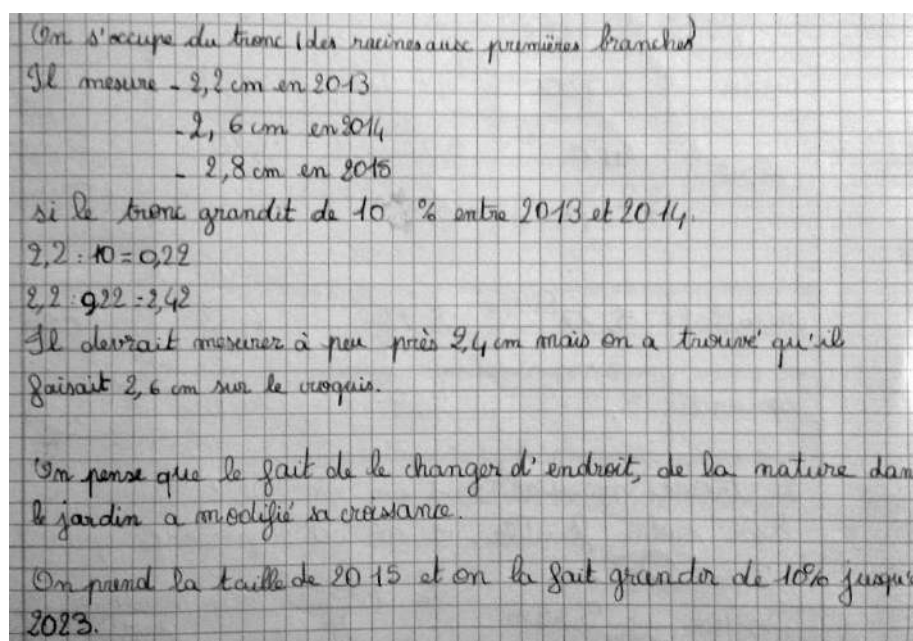 On s'occupe du tronc (des racines aux premières branches)
Il mesure - 2,2 cm en 2013
- 2, 6 cm en 2014
- 2,8 cm en 2015
si le tronc grandit de 10 % entre 2013 et 2014.
2,2 : 10 = 0,22
2,2 : 0,22 = 2,42
Il devrait mesurer à peu près 2,4 cm mais on a trouvé qu'il
faisait 2,6 cm sur le croquis.
On pense que le fait de le changer d'endroit, de la nature dan
le jardin a modifié sa croissance.
On prend la taille de 2015 et on la fait grandir de 10% jusqu'
2023.